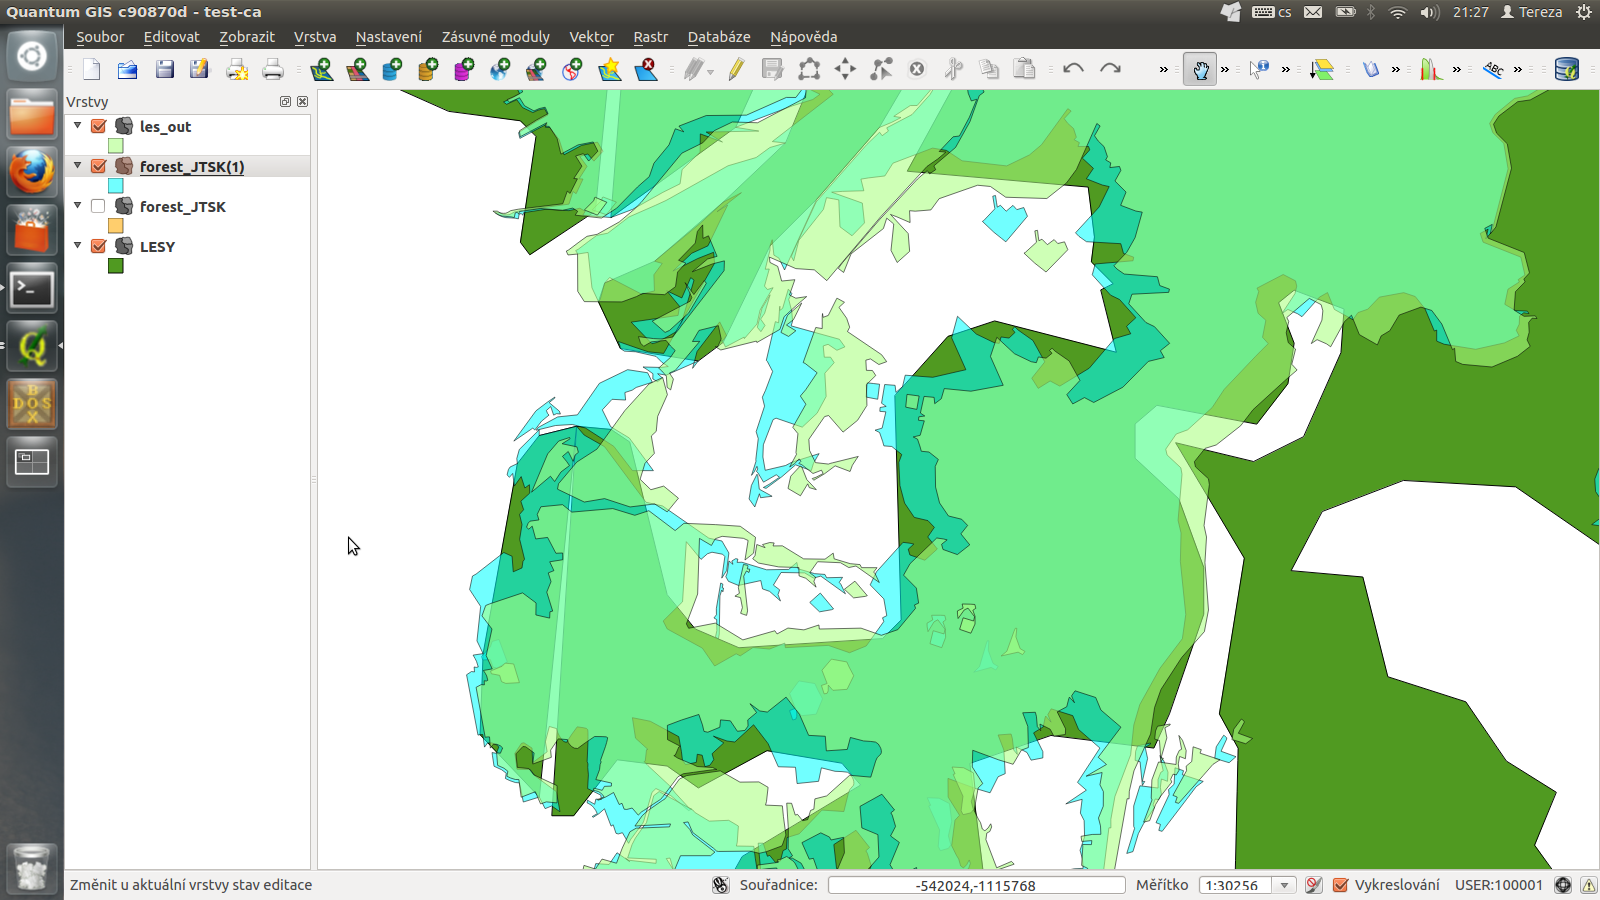 Quantum GIS c90870d - test-ca
cs
21:27
Tereza
Soubor Editovat Zobrazit Vrstva Nastavení Zásuvné moduly Vektor Rastr Databáze Nápověda
ABC
Vrstvy
les_out
forest_JTSK(1)
forest_JTSK
LESY
Změnit u aktuální vrstvy stav editace
Souřadnice:
-542024,-1115768
Měřítko
1:30256
Vykreslování
USER:100001